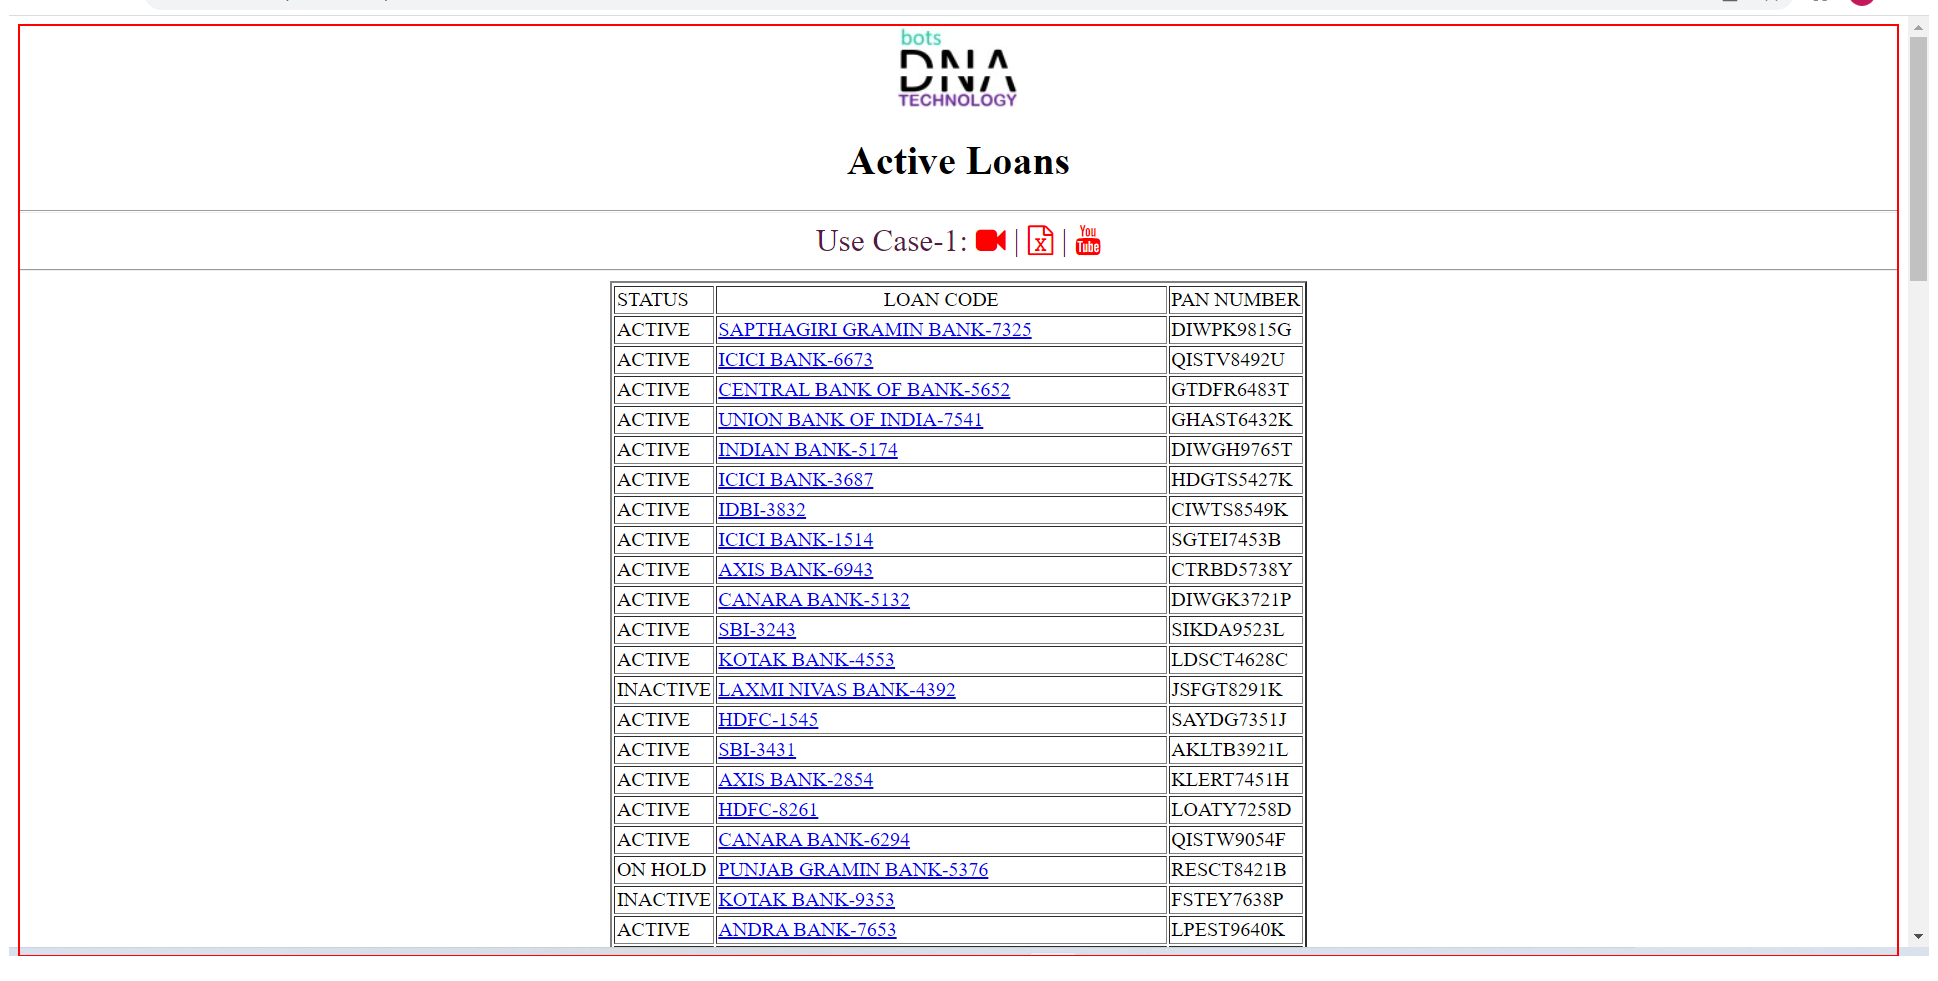 bots
DNA
TECHNOLOGY
Active Loans
Use Case-1: | X | You Tube
STATUS LOAN CODE PAN NUMBER
ACTIVE SAPTHAGIRI GRAMIN BANK-7325 DIWPK9815G
ACTIVE ICICI BANK-6673 QISTV8492U
ACTIVE CENTRAL BANK OF BANK-5652 GTDFR6483T
ACTIVE UNION BANK OF INDIA-7541 GHAST6432K
ACTIVE INDIAN BANK-5174 DIWGH9765T
ACTIVE ICICI BANK-3687 HDGTS5427K
ACTIVE IDBI-3832 CIWTS8549K
ACTIVE ICICI BANK-1514 SGTEI7453B
ACTIVE AXIS BANK-6943 CTRBD5738Y
ACTIVE CANARA BANK-5132 DIWGK3721P
ACTIVE SBI-3243 SIKDA9523L
ACTIVE KOTAK BANK-4553 LDSCT4628C
INACTIVE LAXMI NIVAS BANK-4392 JSFGT8291K
ACTIVE HDFC-1545 SAYDG7351J
ACTIVE SBI-3431 AKLTB3921L
ACTIVE AXIS BANK-2854 KLERT7451H
ACTIVE HDFC-8261 LOATY7258D
ACTIVE CANARA BANK-6294 QISTW9054F
ON HOLD PUNJAB GRAMIN BANK-5376 RESCT8421B
INACTIVE KOTAK BANK-9353 FSTEY7638P
ACTIVE ANDRA BANK-7653 LPEST9640K